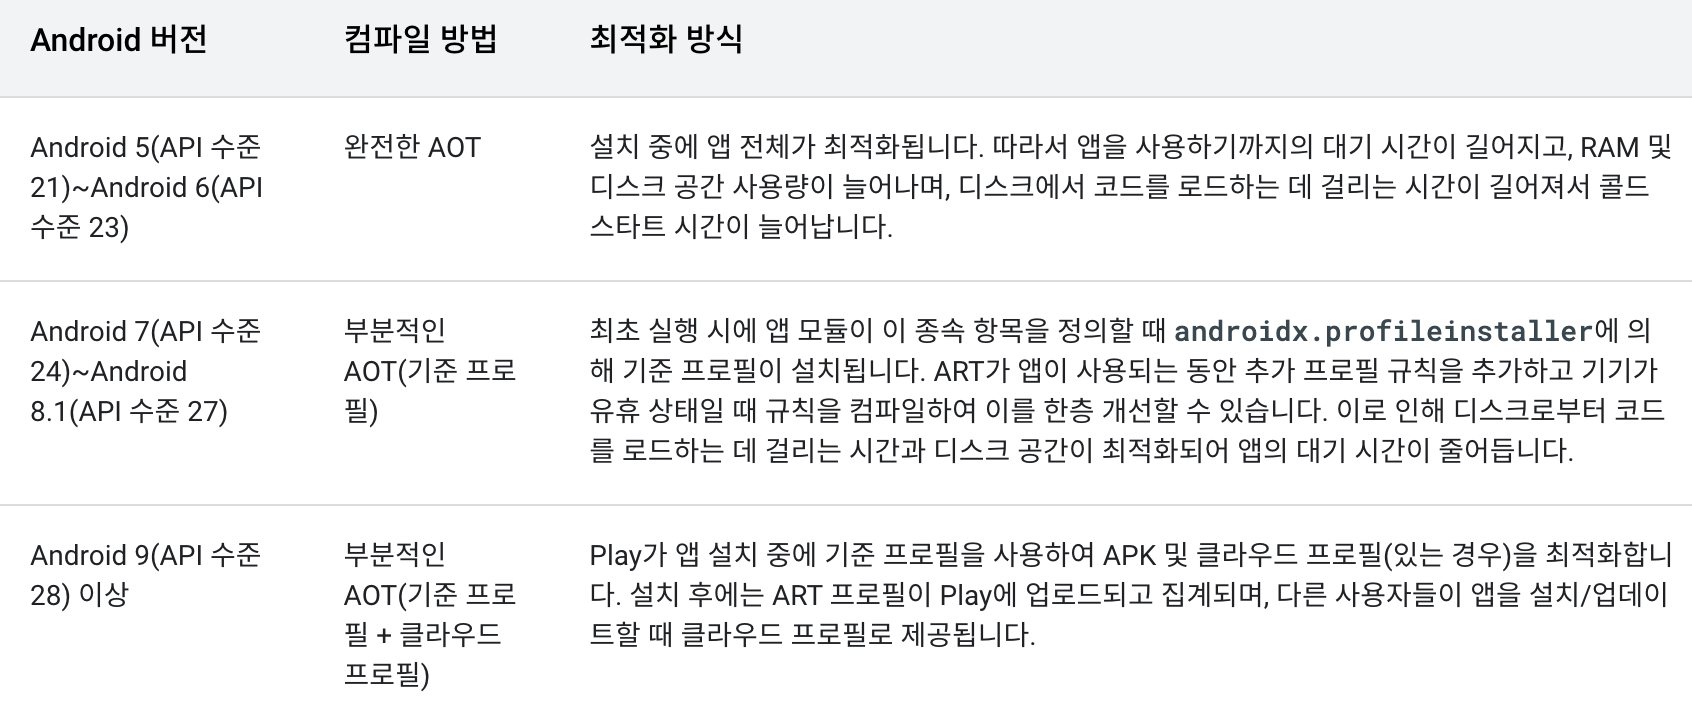 Android 버전
컴파일 방법
최적화 방식
Android 5(API 수준
21)~Android 6(API
수준 23)
완전한 AOT
설치 중에 앱 전체가 최적화됩니다. 따라서 앱을 사용하기까지의 대기 시간이 길어지고, RAM 및
디스크 공간 사용량이 늘어나며, 디스크에서 코드를 로드하는 데 걸리는 시간이 길어져서 콜드
스타트 시간이 늘어납니다.
Android 7(API 수준
24)~Android
8.1(API 수준 27)
부분적인
AOT(기준 프로
필)
최초 실행 시에 앱 모듈이 이 종속 항목을 정의할 때 androidx.profileinstaller에 의
해 기준 프로필이 설치됩니다. ART가 앱이 사용되는 동안 추가 프로필 규칙을 추가하고 기기가
유휴 상태일 때 규칙을 컴파일하여 이를 한층 개선할 수 있습니다. 이로 인해 디스크로부터 코드
를 로드하는 데 걸리는 시간과 디스크 공간이 최적화되어 앱의 대기 시간이 줄어듭니다.
Android 9(API 수준
28) 이상
부분적인
AOT(기준 프로
필 + 클라우드
프로필)
Play가 앱 설치 중에 기준 프로필을 사용하여 APK 및 클라우드 프로필(있는 경우)을 최적화합니
다. 설치 후에는 ART 프로필이 Play에 업로드되고 집계되며, 다른 사용자들이 앱을 설치/업데이
트할 때 클라우드 프로필로 제공됩니다.